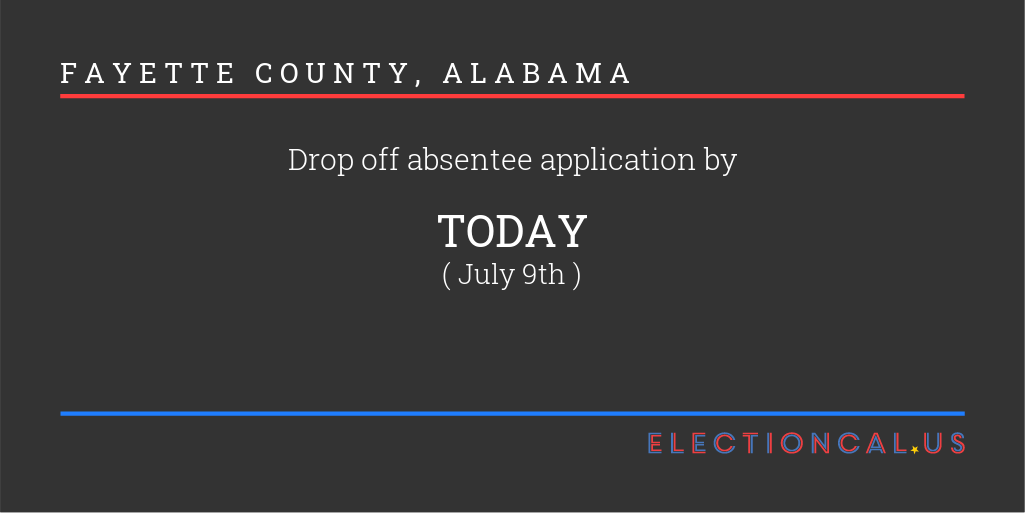 FAYETTE COUNTY, ALABAMA
Drop off absentee application by
TODAY
( July 9th )
ELECTIONCAL.US